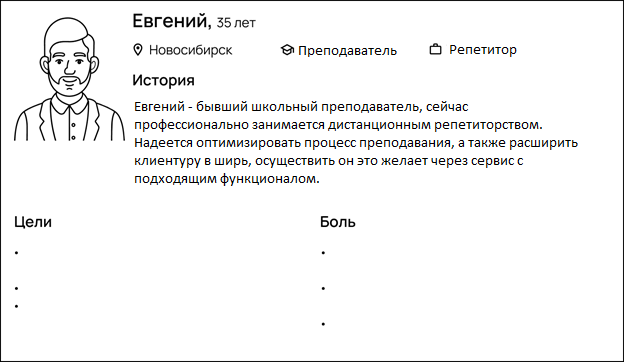 Евгений, 35 лет
Новосибирск Преподаватель Репетитор
История
Евгений - бывший школьный преподаватель, сейчас
профессионально занимается дистанционным репетиторством.
Надеется оптимизировать процесс преподавания, а также расширить
клиентуру в ширь, осуществить он это желает через сервис с
подходящим функционалом.
Цели Боль